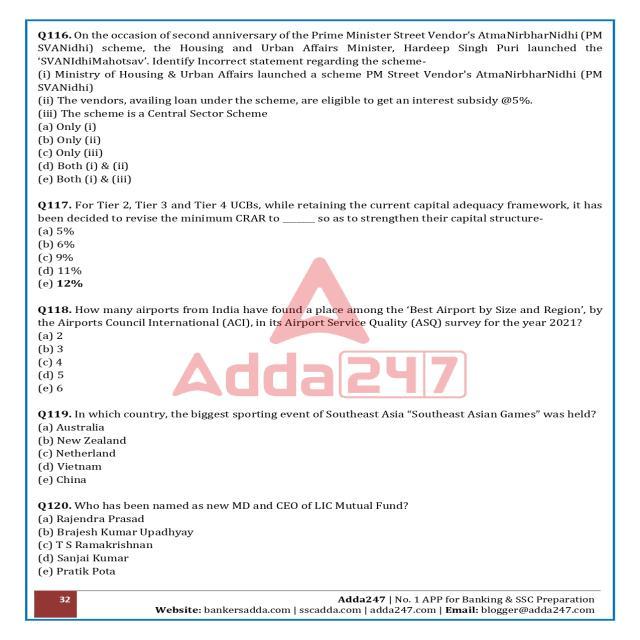 Q116. On the occasion of second anniversary of the Prime Minister Street Vendor's AtmaNirbharNidhi (PM
SVANidhi) scheme, the Housing and Urban Affairs Minister, Hardeep Singh Puri launched the
‘SVANIdhiMahotsav’. Identify Incorrect statement regarding the scheme-
(i) Ministry of Housing & Urban Affairs launched a scheme PM Street Vendor's AtmaNirbharNidhi (PM
SVANidhi)
(ii) The vendors, availing loan under the scheme, are eligible to get an interest subsidy @5%.
(iii) The scheme is a Central Sector Scheme
(a) Only (i)
(b) Only (ii)
(c) Only (iii)
(d) Both (i) & (ii)
(e) Both (i) & (iii)
Q117. For Tier 2, Tier 3 and Tier 4 UCBs, while retaining the current capital adequacy framework, it has
been decided to revise the minimum CRAR to ______ so as to strengthen their capital structure-
(a) 5%
(b) 6%
(c) 9%
(d) 11%
(e) 12%
Q118. How many airports from India have found a place among the ‘Best Airport by Size and Region’, by
the Airports Council International (ACI), in its Airport Service Quality (ASQ) survey for the year 2021?
(a) 2
(b) 3
(c) 4
(d) 5
(e) 6
Adda247
Q119. In which country, the biggest sporting event of Southeast Asia “Southeast Asian Games” was held?
(a) Australia
(b) New Zealand
(c) Netherland
(d) Vietnam
(e) China
Q120. Who has been named as new MD and CEO of LIC Mutual Fund?
(a) Rajendra Prasad
(b) Brajesh Kumar Upadhyay
(c) T S Ramakrishnan
(d) Sanjai Kumar
(e) Pratik Pota
32 Adda247 | No. 1 APP for Banking & SSC Preparation
Website: bankersadda.com | sscadda.com | adda247.com | Email: blogger@adda247.com